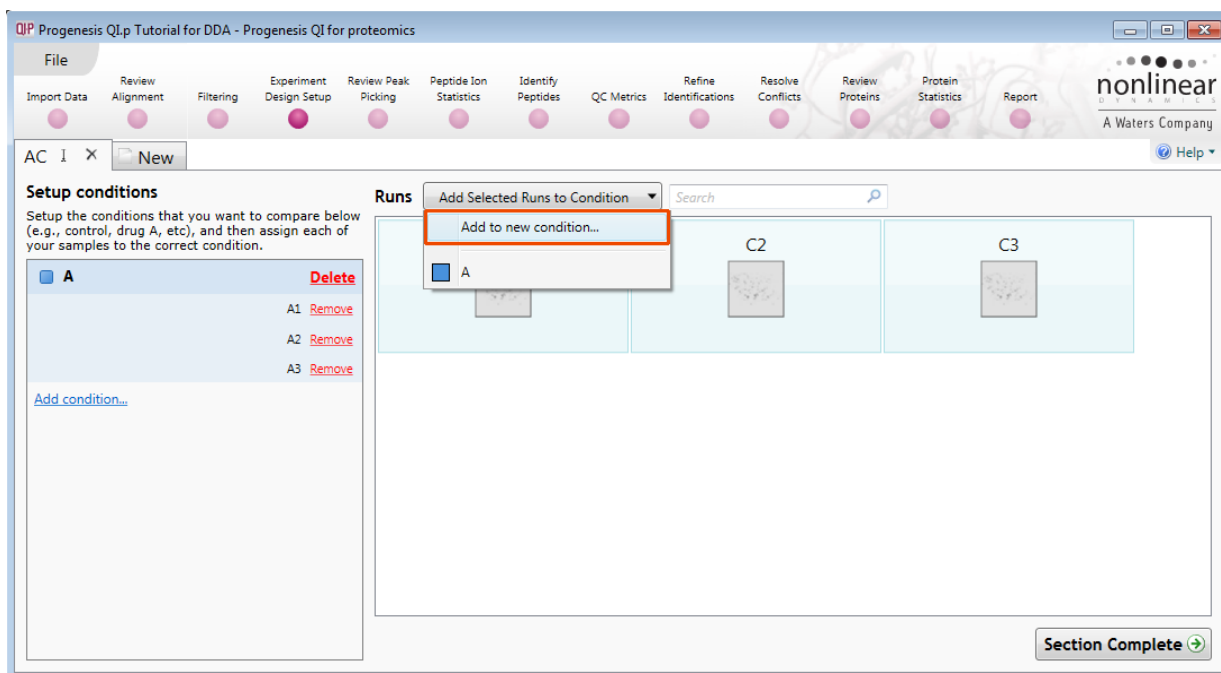 QIP Progenesis QI.p Tutorial for DDA - Progenesis QI for proteomics
File
Import Data
Review
Alignment
Filtering
Experiment
Design Setup
Review Peak
Picking
Peptide Ion
Statistics
Identify
Peptides
QC Metrics
Refine
Identifications
Resolve
Conflicts
Review
Proteins
Protein
Statistics
Report
nonlinear
DYNAMICS
A Waters Company
AC
New
Help
Setup conditions
Setup the conditions that you want to compare below
(e.g., control, drug A, etc), and then assign each of
your samples to the correct condition.
A Delete
A1 Remove
A2 Remove
A3 Remove
Add condition...
Runs Add Selected Runs to Condition Search
Add to new condition...
A
C2 C3
Section Complete